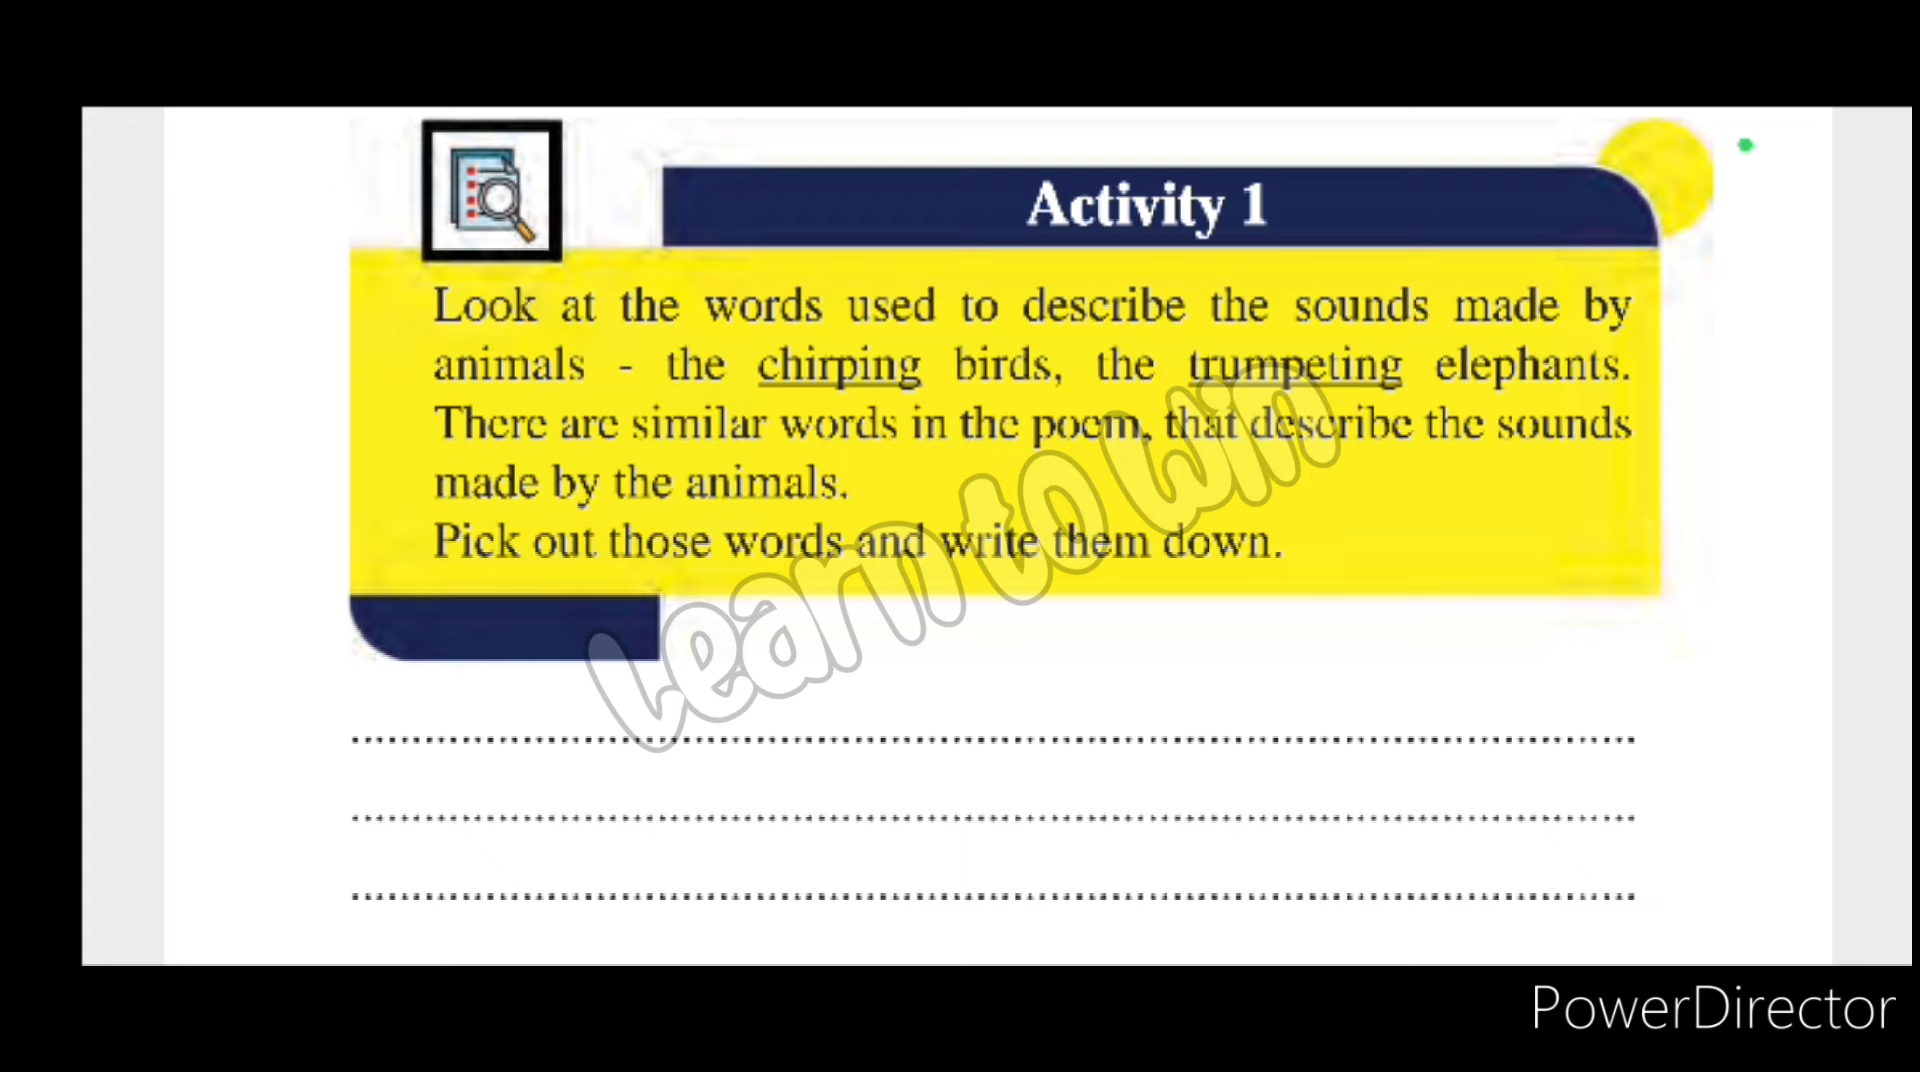 Activity 1
Look at the words used to describe the sounds made by
animals - the chirping birds, the trumpeting elephants.
There are similar words in the poem, that describe the sounds
made by the animals.
Pick out those words and write them down.
Learn to Win
PowerDirector